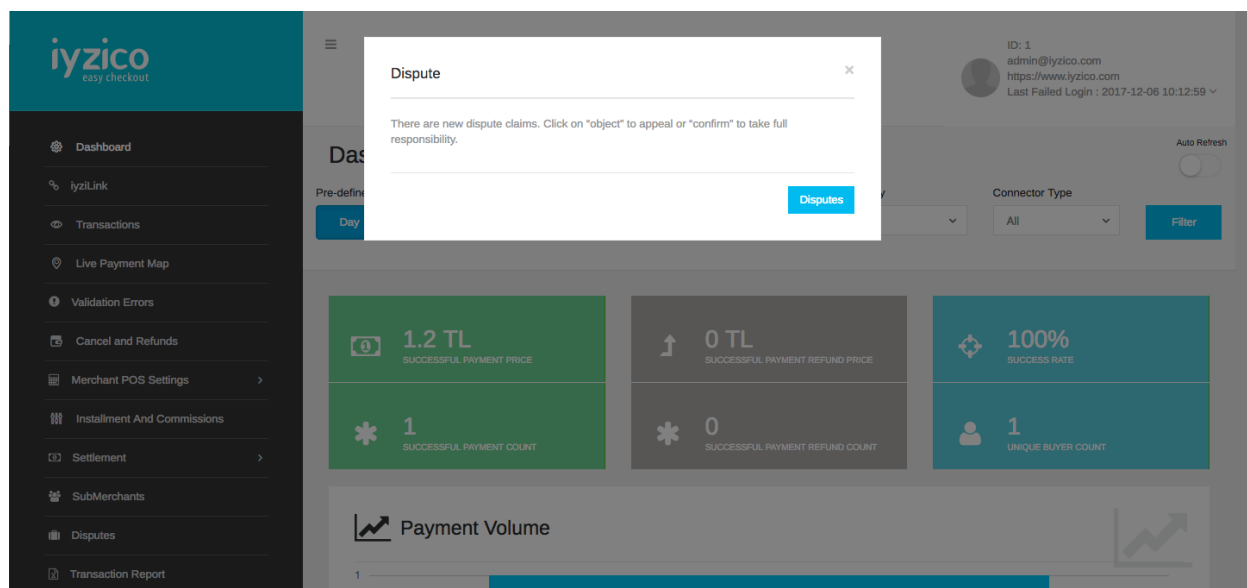 iyzico
easy checkout
Dashboard
iyziLink
Transactions
Live Payment Map
Validation Errors
Cancel and Refunds
Merchant POS Settings
Installment And Commissions
Settlement
SubMerchants
Disputes
Transaction Report
ID: 1
admin@iyzico.com
https://www.iyzico.com
Last Failed Login : 2017-12-06 10:12:59
Dispute
×
There are new dispute claims. Click on "object" to appeal or "confirm" to take full
responsibility.
Disputes
Das
Auto Refresh
Pre-define
Day
y
Connector Type
All
Filter
1.2 TL
SUCCESSFUL PAYMENT PRICE
0 TL
SUCCESSFUL PAYMENT REFUND PRICE
100%
SUCCESS RATE
1
SUCCESSFUL PAYMENT COUNT
0
SUCCESSFUL PAYMENT REFUND COUNT
1
UNIQUE BUYER COUNT
Payment Volume
1